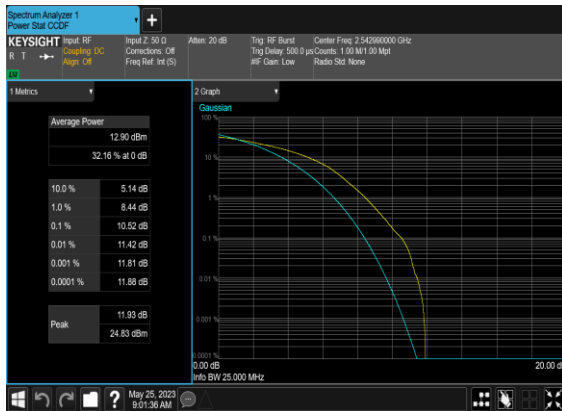 Spectrum Analyzer 1
Power Stat CCDF
+
KEYSIGHT
R T
LXI
Input: RF
Coupling: DC
Align: Off
Input Z: 50 Ω
Corrections: Off
Freq Ref: Int (S)
Atten: 20 dB
Trig: RF Burst
Trig Delay: 500.0 µs
#IF Gain: Low
Center Freq: 2.542990000 GHz
Counts: 1.00 M/1.00 Mpt
Radio Std: None
1 Metrics
Average Power
12.90 dBm
32.16 % at 0 dB
10.0 % 5.14 dB
1.0 % 8.44 dB
0.1 % 10.52 dB
0.01 % 11.42 dB
0.001 % 11.81 dB
0.0001 % 11.88 dB
Peak
11.93 dB
24.83 dBm
2 Graph
Gaussian
100 %
10 %
1 %
0.1 %
0.01 %
0.001 %
0.0001 %
0.00 dB
20.00 d
Info BW 25.000 MHz
?
May 25, 2023
9:01:36 AM